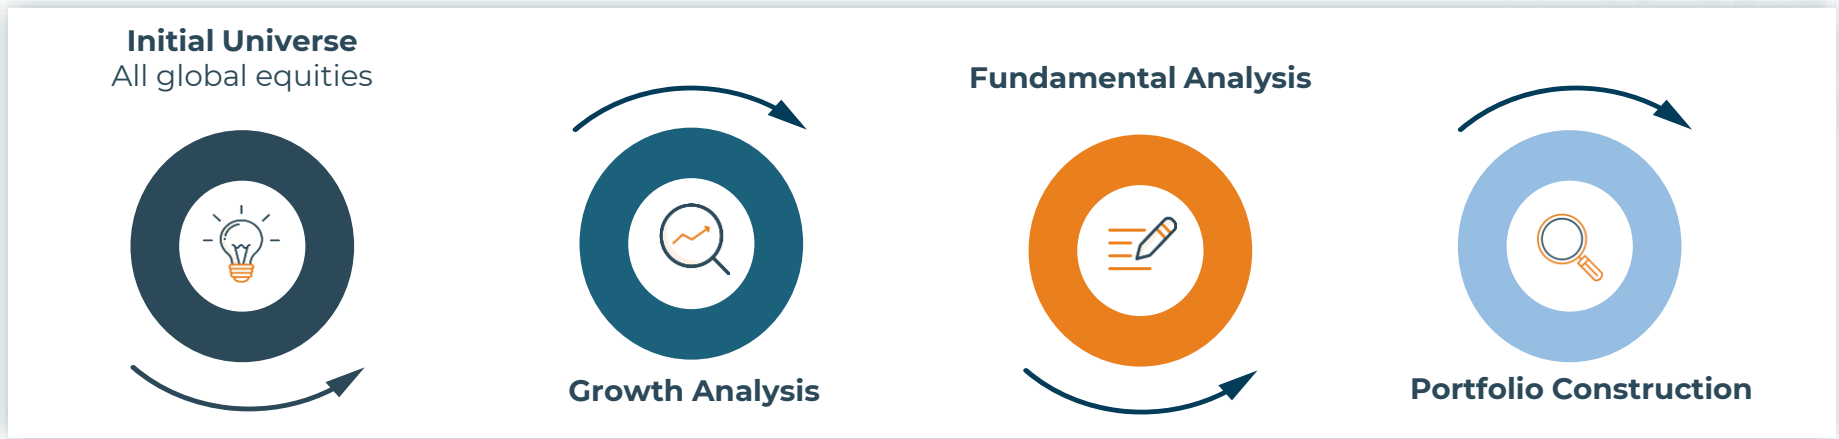 Initial Universe
All global equities
Growth Analysis
Fundamental Analysis
Portfolio Construction